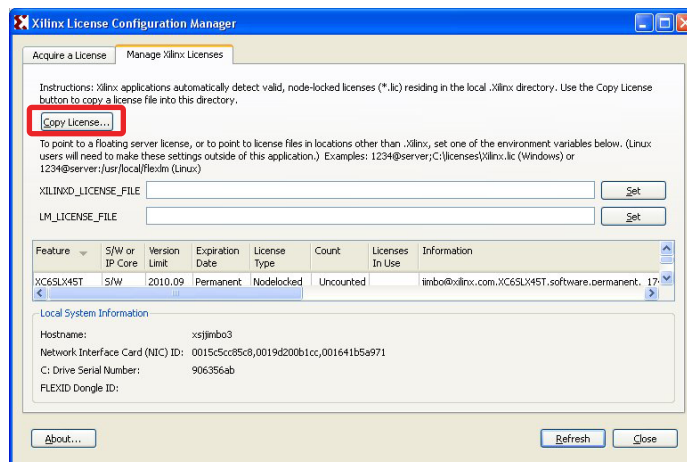 Xilinx License Configuration Manager
Acquire a License
Manage Xilinx Licenses
Instructions: Xilinx applications automatically detect valid, node-locked licenses (*.lic) residing in the local .Xilinx directory. Use the Copy License
button to copy a license file into this directory.
Copy License...
To point to a floating server license, or to point to license files in locations other than .Xilinx, set one of the environment variables below. (Linux
users will need to make these settings outside of this application.) Examples: 1234@server;C:\licenses\Xilinx.lic (Windows) or
1234@server:/usr/local/flexlm (Linux)
XILINXD_LICENSE_FILE Set
LM_LICENSE_FILE Set
Feature S/W or Version Expiration License Count Licenses Information
IP Core Limit Date Type In Use
XC6SLX45T S/W 2010.09 Permanent Nodelocked Uncounted jimbo@xilinx.com.XC6SLX45T.software.permanent.
Local System Information
Hostname: xsjjimbo3
Network Interface Card (NIC) ID: 0015c5cc85c8,0019d200b1cc,001641b5a971
C: Drive Serial Number: 906356ab
FLEXID Dongle ID:
About... Refresh Close